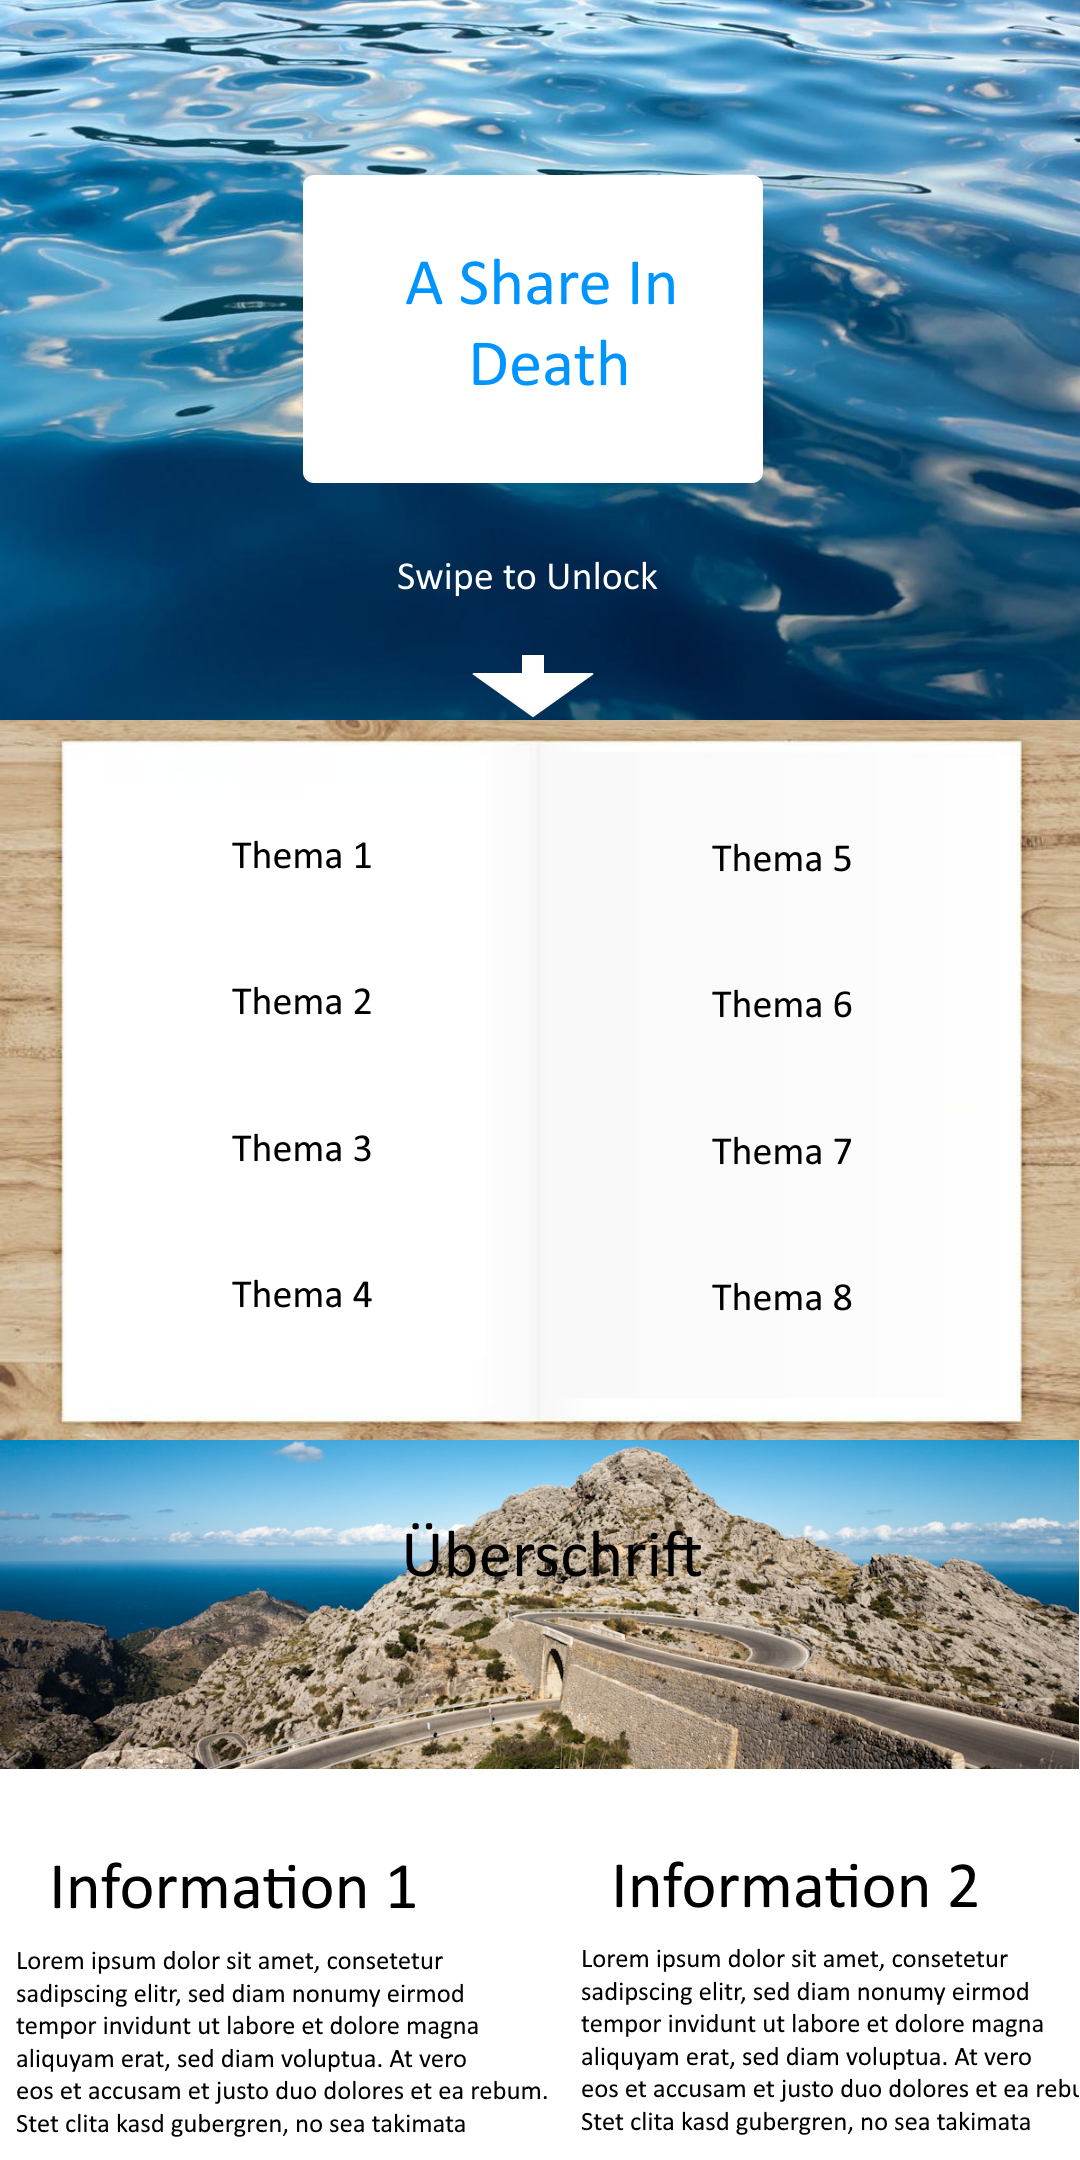 A Share In
Death
Swipe to Unlock
Thema 1
Thema 2
Thema 3
Thema 4
Thema 5
Thema 6
Thema 7
Thema 8
Überschrift
Information 1
Lorem ipsum dolor sit amet, consetetur
sadipscing elitr, sed diam nonumy eirmod
tempor invidunt ut labore et dolore magna
aliquyam erat, sed diam voluptua. At vero
eos et accusam et justo duo dolores et ea rebum.
Stet clita kasd gubergren, no sea takimata
Information 2
Lorem ipsum dolor sit amet, consetetur
sadipscing elitr, sed diam nonumy eirmod
tempor invidunt ut labore et dolore magna
aliquyam erat, sed diam voluptua. At vero
eos et accusam et justo duo dolores et ea
Stet clita kasd gubergren, no sea takimata